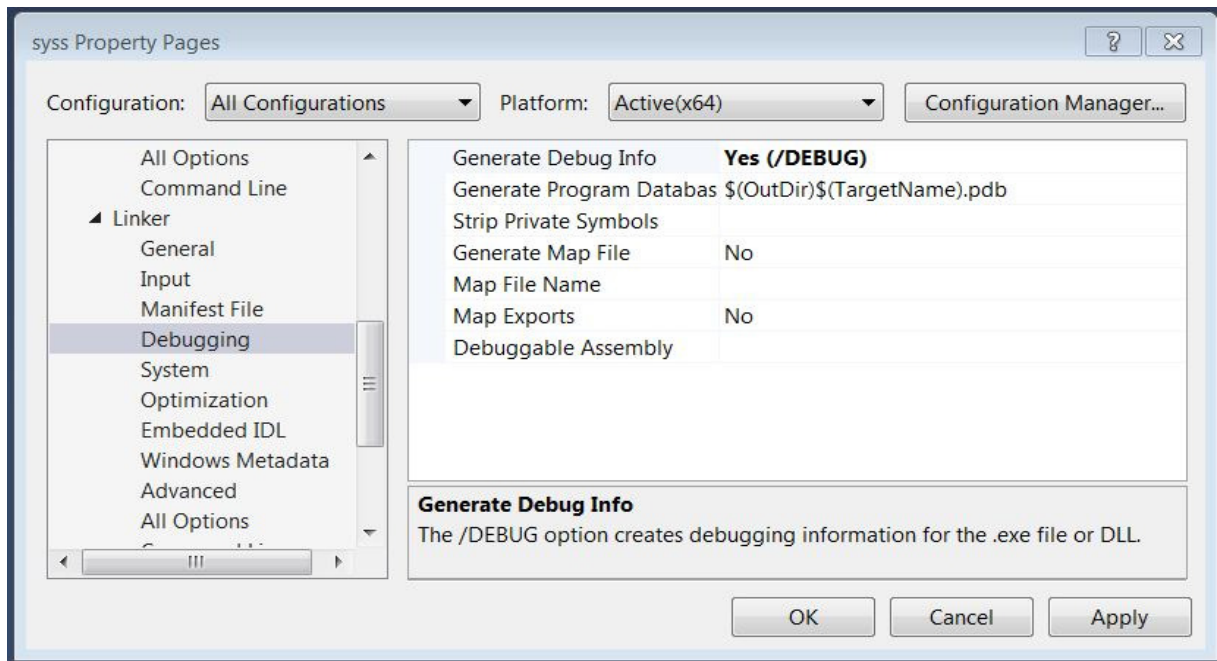 syss Property Pages
Configuration: All Configurations Platform: Active(x64) Configuration Manager...
All Options
Command Line
Linker
General
Input
Manifest File
Debugging
System
Optimization
Embedded IDL
Windows Metadata
Advanced
All Options
Generate Debug Info Yes (/DEBUG)
Generate Program Databas $(OutDir)$(TargetName).pdb
Strip Private Symbols
Generate Map File No
Map File Name
Map Exports No
Debuggable Assembly
Generate Debug Info
The /DEBUG option creates debugging information for the .exe file or DLL.
OK Cancel Apply